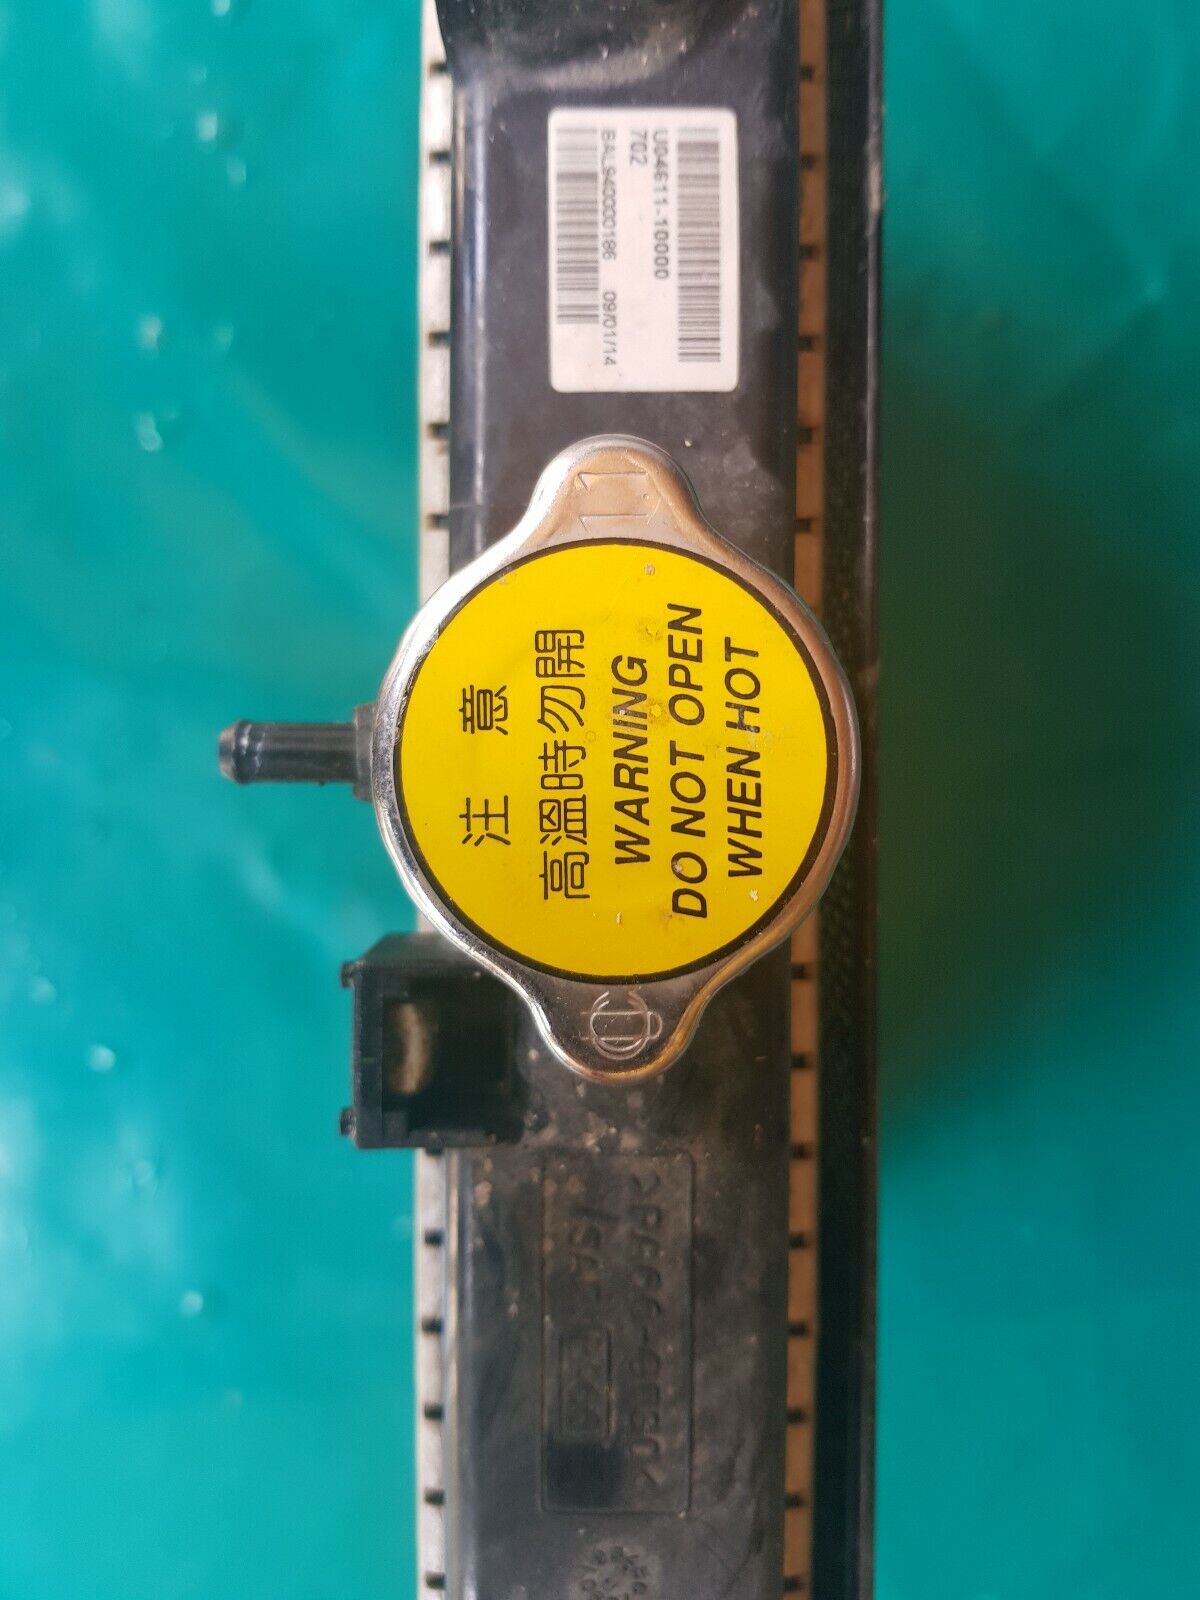 U04611-10000
702
BAL940000186 09/01/14
注 意
高溫時勿開
WARNING
DO NOT OPEN
WHEN HOT